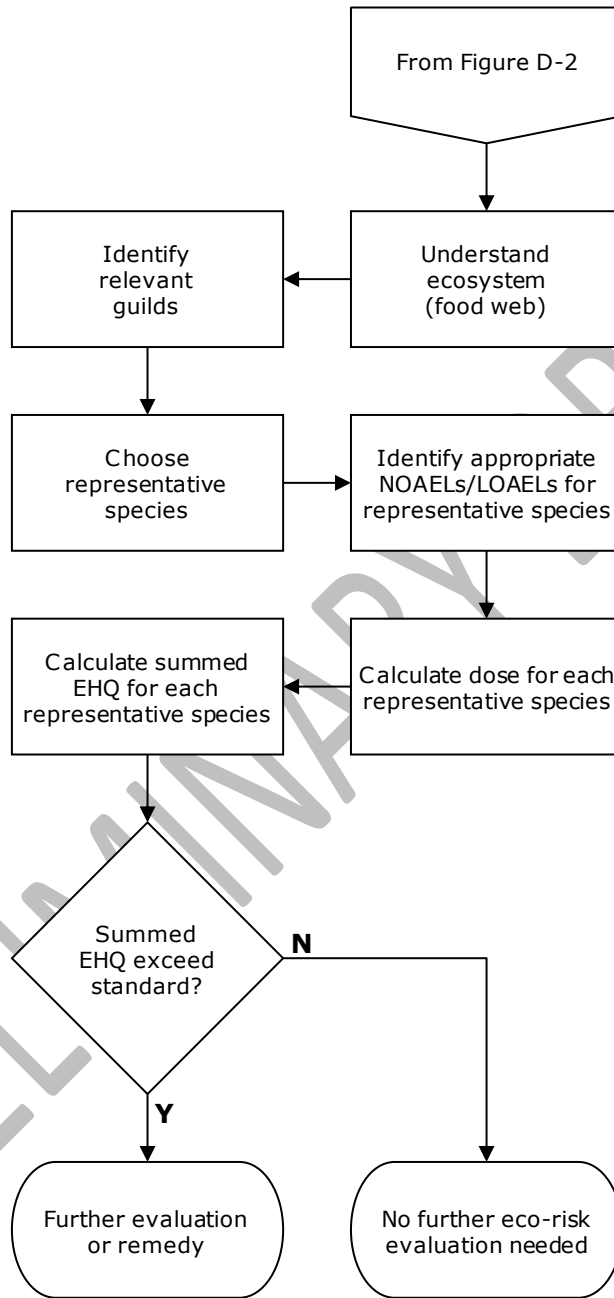 From Figure D-2
Understand
ecosystem
(food web)
Identify
relevant
guilds
Choose
representative
species
Identify appropriate
NOAELs/LOAELs for
representative species
Calculate dose for each
representative species
Calculate summed
EHQ for each
representative species
Summed
EHQ exceed
standard?
N
Y
Further evaluation
or remedy
No further eco-risk
evaluation needed